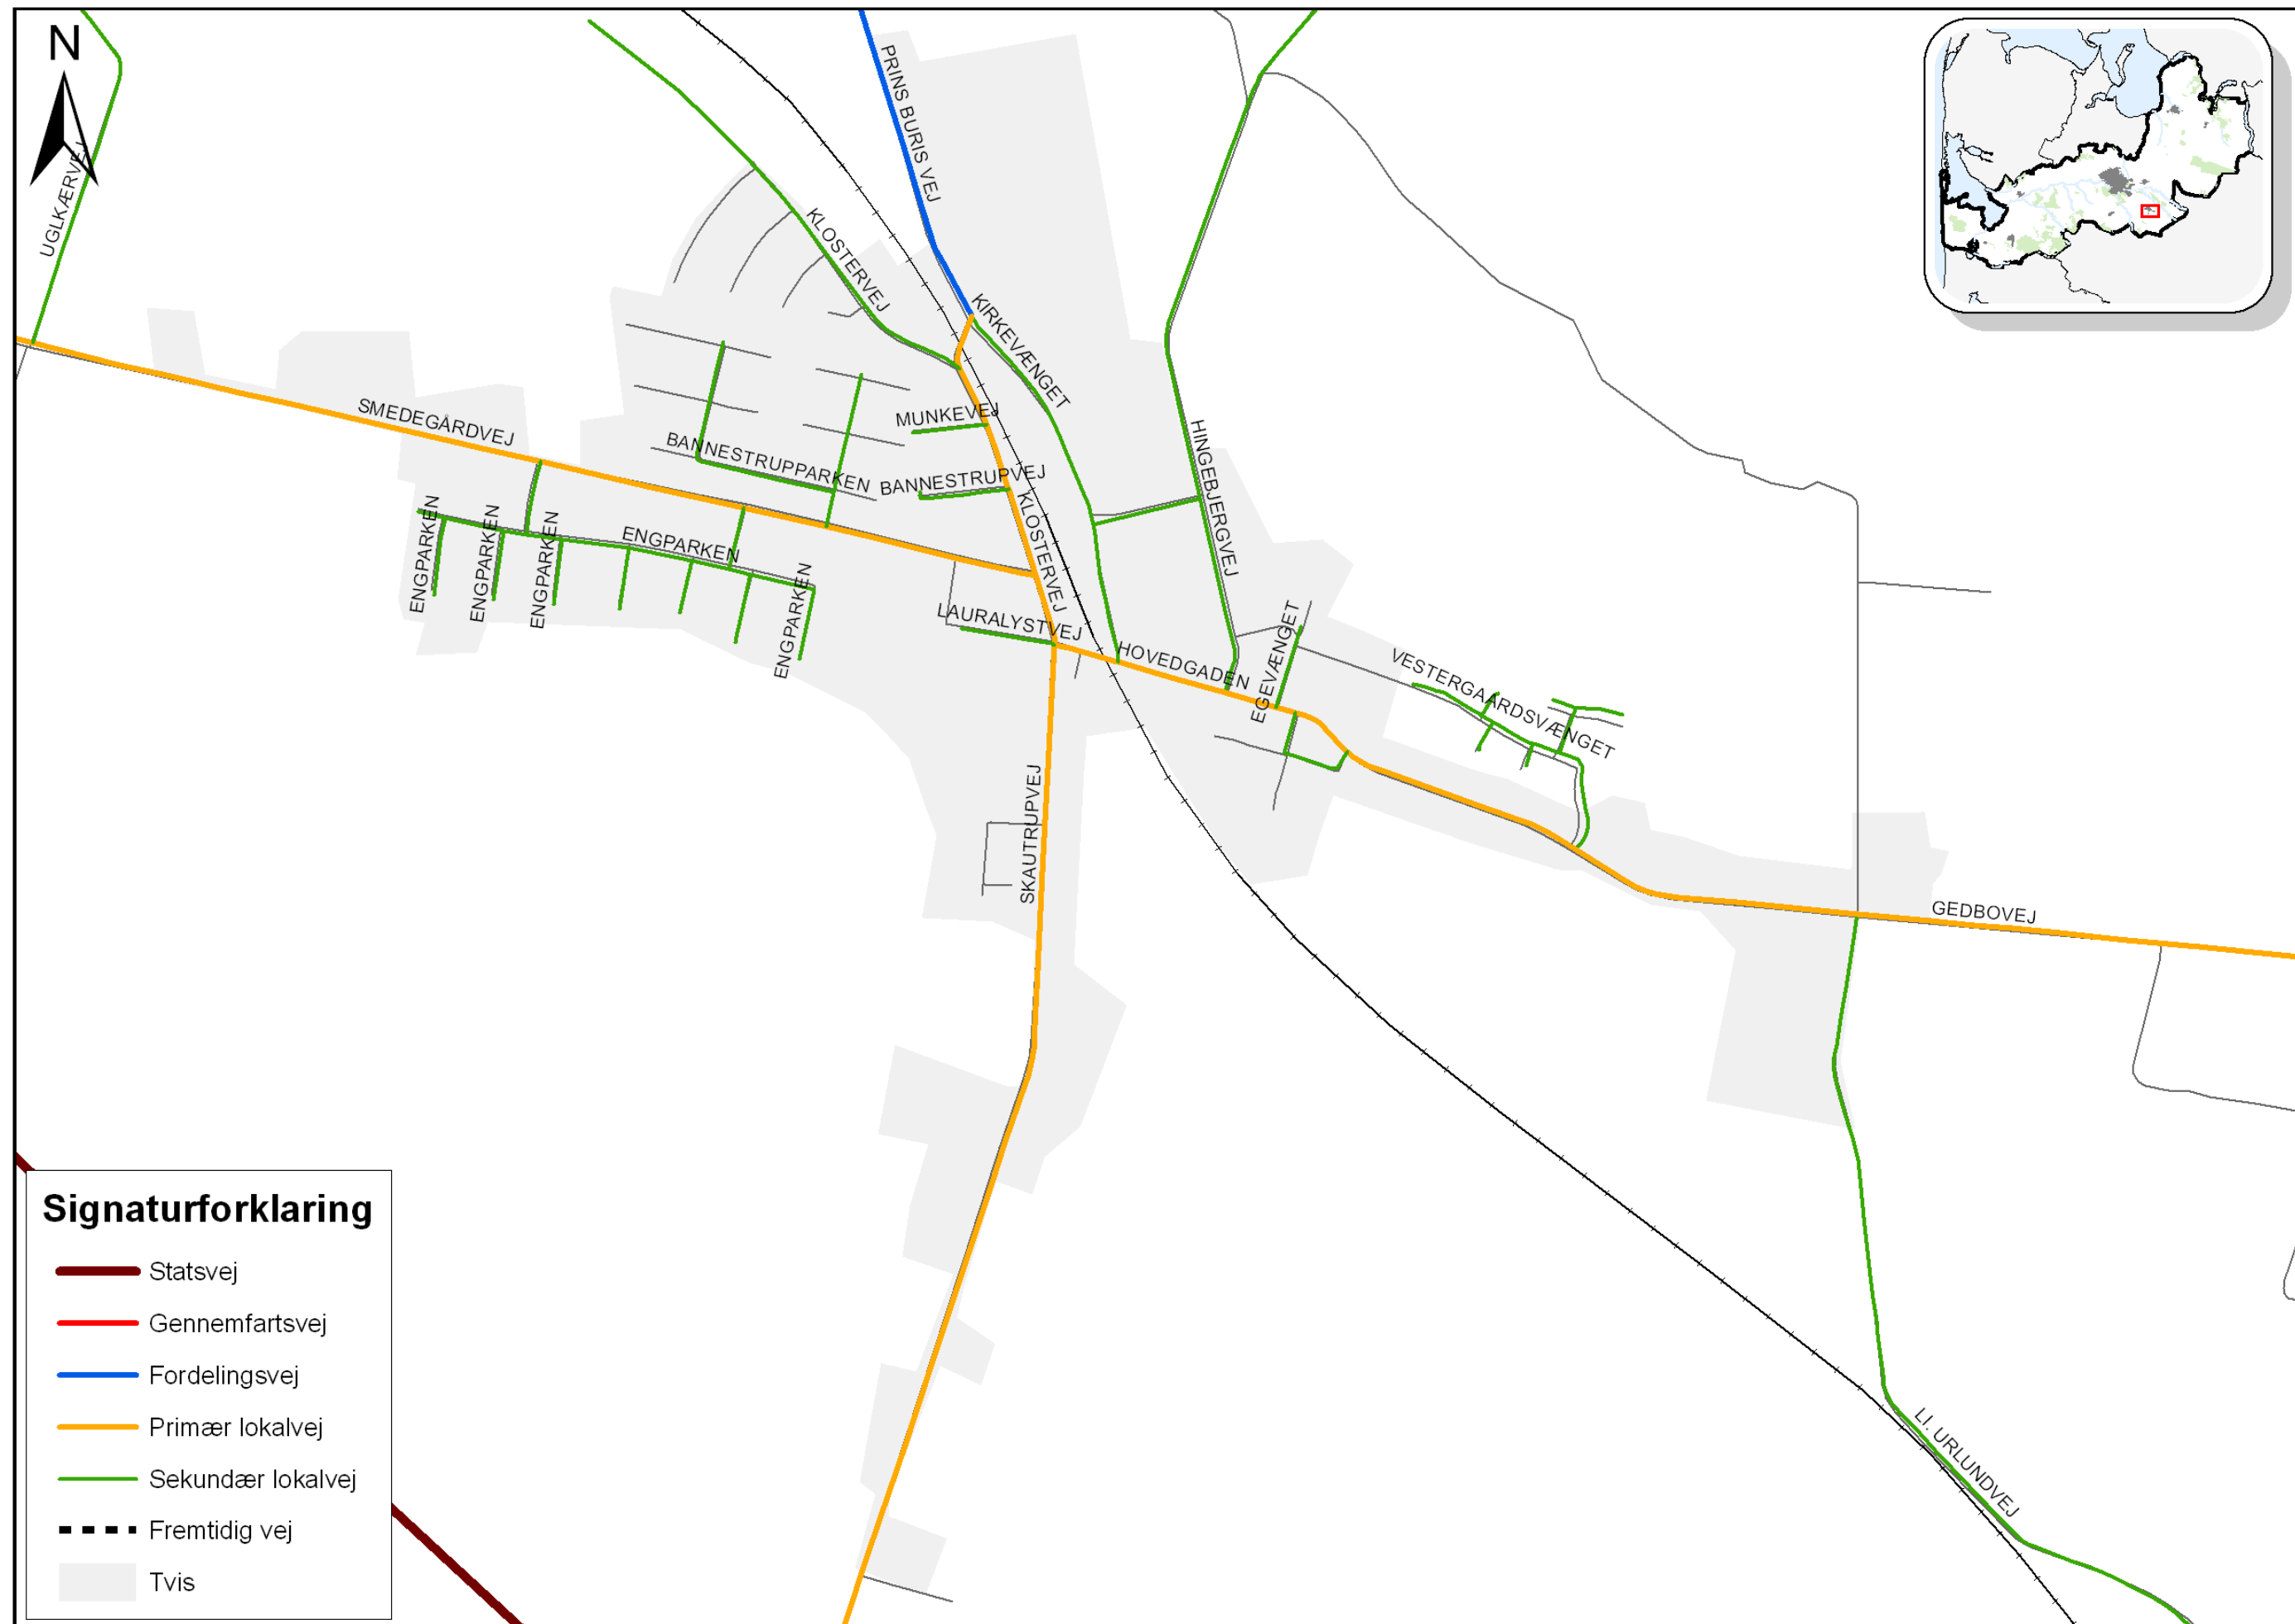 N
UGLKÆRVEJ
PRINS BURIS VEJ
KLOSTERVEJ
KIRKEVÆNGET
SMEDEGÅRDVEJ
MUNKEVEJ
HINGEBJERGVEJ
BANNESTRUPPARKEN
BANNESTRUPVEJ
KLOSTERVEJ
ENGPARKEN
ENGPARKEN
ENGPARKEN
ENGPARKEN
ENGPARKEN
LAURALYSTVEJ
HOVEDGADEN
EGEVÆNGET
VESTERGAARDSVÆNGET
SKAUTRUPVEJ
GEDBOVEJ
LI. URLUNDVEJ
Signaturforklaring
Statsvej
Gennemfartsvej
Fordelingsvej
Primær lokalvej
Sekundær lokalvej
Fremtidig vej
Tvis